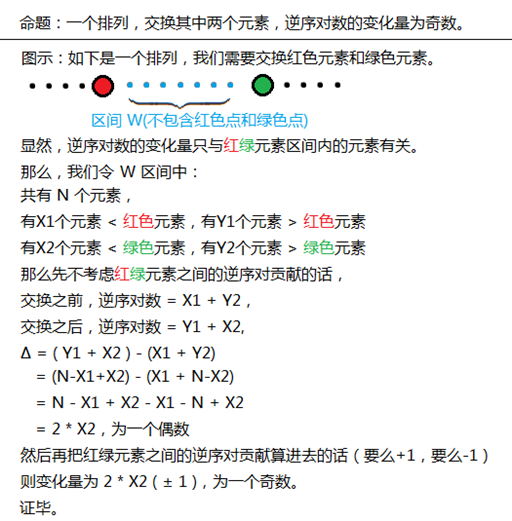 命题：一个排列，交换其中两个元素，逆序对数的变化量为奇数。
图示：如下是一个排列，我们需要交换红色元素和绿色元素。
区间 W(不包含红色点和绿色点)
显然，逆序对数的变化量只与红绿元素区间内的元素有关。
那么，我们令 W 区间中：
共有 N 个元素，
有X1个元素 < 红色元素，有Y1个元素 > 红色元素
有X2个元素 < 绿色元素，有Y2个元素 > 绿色元素
那么先不考虑红绿元素之间的逆序对贡献的话，
交换之前，逆序对数 = X1 + Y2，
交换之后，逆序对数 = Y1 + X2,
Δ = ( Y1 + X2 ) - (X1 + Y2)
= (N-X1+X2) - (X1 + N-X2)
= N - X1 + X2 - X1 - N + X2
= 2 * X2，为一个偶数
然后再把红绿元素之间的逆序对贡献算进去的话（要么+1，要么-1）
则变化量为 2 * X2 ( ± 1 )，为一个奇数。
证毕。